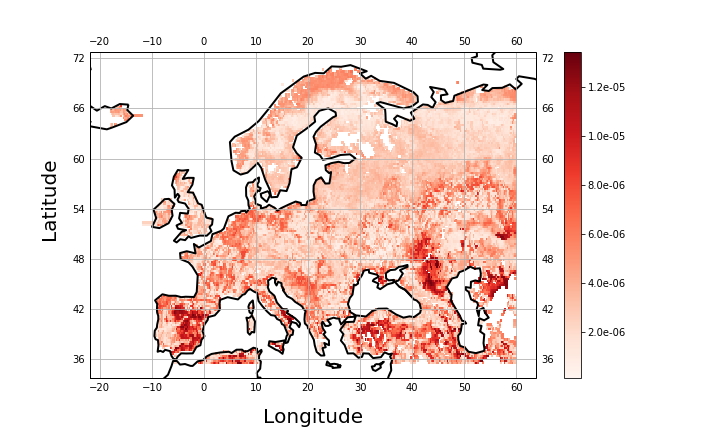 −20 −10 0 10 20 30 40 50 60
72 72
66 66
60 60
54 54
48 48
42 42
36 36
−20 −10 0 10 20 30 40 50 60
Latitude
Longitude
1.2e-05
1.0e-05
8.0e-06
6.0e-06
4.0e-06
2.0e-06